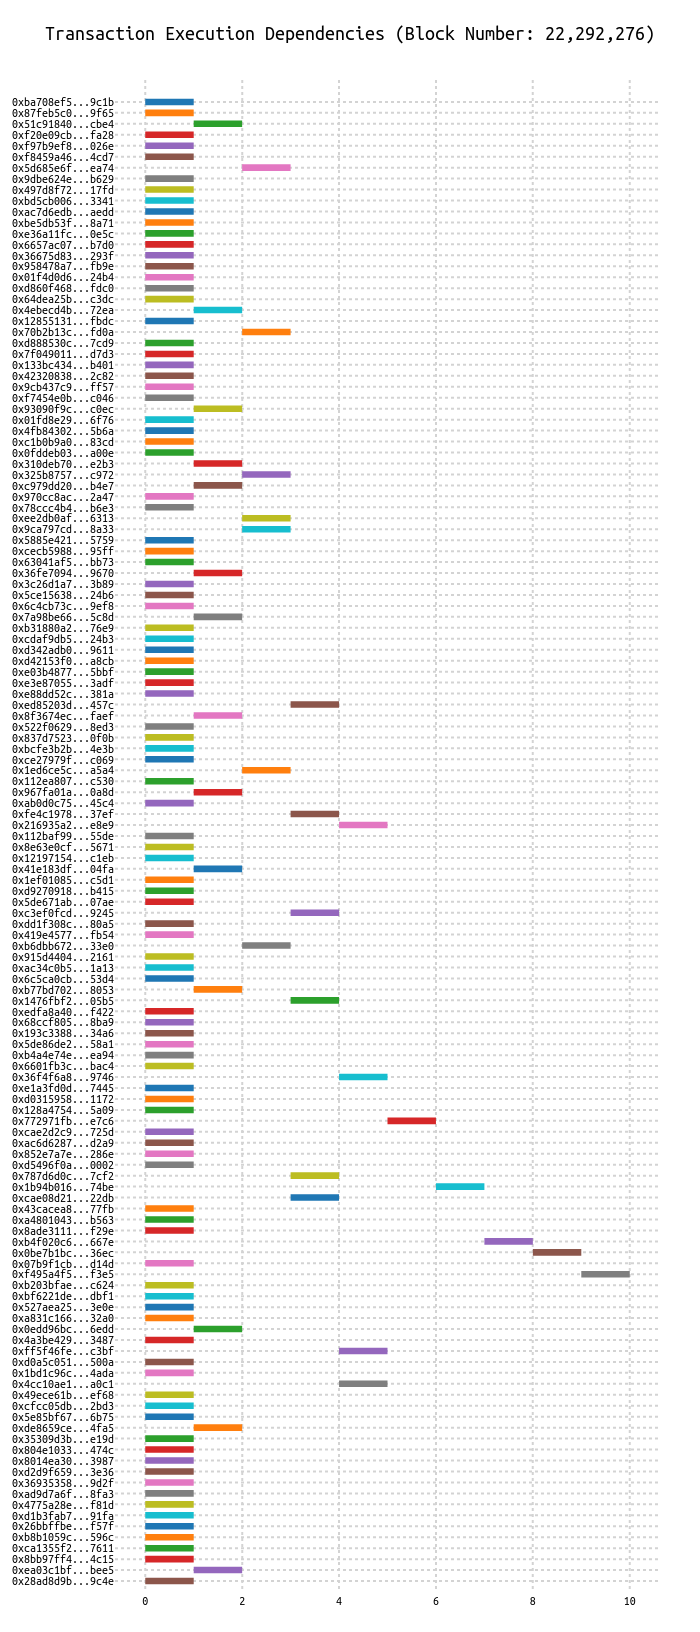 Transaction Execution Dependencies (Block Number: 22,292,276)
0xba708ef5...9c1b
0x87feb5c0...9f65
0x51c91840...cbe4
0xf20e09cb...fa28
0xf97b9ef8...026e
0xf8459a46...4cd7
0x5d685e6f...ea74
0x9dbe624e...b629
0x497d8f72...17fd
0xbd5cb006...3341
0xac7d6edb...aedd
0xbe5db53f...8a71
0xe36a11fc...0e5c
0x6657ac07...b7d0
0x36675d83...293f
0x958478a7...fb9e
0x01f4d0d6...24b4
0xd860f468...fdc0
0x64dea25b...c3dc
0x4ebecd4b...72ea
0x12855131...fbdc
0x70b2b13c...fd0a
0xd888530c...7cd9
0x7f049011...d7d3
0x133bc434...b401
0x42320838...2c82
0x9cb437c9...ff57
0xf7454e0b...c046
0x93090f9c...c0ec
0x01fd8e29...6f76
0x4fb84302...5b6a
0xc1b0b9a0...83cd
0x0fddeb03...a00e
0x310deb70...e2b3
0x325b8757...c972
0xc979dd20...b4e7
0x970cc8ac...2a47
0x78ccc4b4...b6e3
0xee2db0af...6313
0x9ca797cd...8a33
0x5885e421...5759
0xcecb5988...95ff
0x63041af5...bb73
0x36fe7094...9670
0x3c26d1a7...3b89
0x5ce15638...24b6
0x6c4cb73c...9ef8
0x7a98be66...5c8d
0xb31880a2...76e9
0xcdaf9db5...24b3
0xd342adb0...9611
0xd42153f0...a8cb
0xe03b4877...5bbf
0xe3e87055...3adf
0xe88dd52c...381a
0xed85203d...457c
0x8f3674ec...faef
0x522f0629...8ed3
0x837d7523...0f0b
0xbcfe3b2b...4e3b
0xce27979f...c069
0x1ed6ce5c...a5a4
0x112ea807...c530
0x967fa01a...0a8d
0xab0d0c75...45c4
0xfe4c1978...37ef
0x216935a2...e8e9
0x112baf99...55de
0x8e63e0cf...5671
0x12197154...c1eb
0x41e183df...04fa
0x1ef01085...c5d1
0xd9270918...b415
0x5de671ab...07ae
0xc3ef0fcd...9245
0xdd1f308c...80a5
0x419e4577...fb54
0xb6dbb672...33e0
0x915d4404...2161
0xac34c0b5...1a13
0x6c5ca0cb...53d4
0xb77bd702...8053
0x1476fbf2...05b5
0xedfa8a40...f422
0x68ccf805...8ba9
0x193c3388...34a6
0x5de86de2...58a1
0xb4a4e74e...ea94
0x6601fb3c...bac4
0x36f4f6a8...9746
0xe1a3fd0d...7445
0xd0315958...1172
0x128a4754...5a09
0x772971fb...e7c6
0xcae2d2c9...725d
0xac6d6287...d2a9
0x852e7a7e...286e
0xd5496f0a...0002
0x787d6d0c...7cf2
0x1b94b016...74be
0xcae08d21...22db
0x43cacea8...77fb
0xa4801043...b563
0x8ade3111...f29e
0xb4f020c6...667e
0x0be7b1bc...36ec
0x07b9f1cb...d14d
0xf495a4f5...f3e5
0xb203bfae...c624
0xbf6221de...dbf1
0x527aea25...3e0e
0xa831c166...32a0
0x0edd96bc...6edd
0x4a3be429...3487
0xff5f46fe...c3bf
0xd0a5c051...500a
0x1bd1c96c...4ada
0x4cc10ae1...a0c1
0x49ece61b...ef68
0xcfcc05db...2bd3
0x5e85bf67...6b75
0xde8659ce...4fa5
0x35309d3b...e19d
0x804e1033...474c
0x8014ea30...3987
0xd2d9f659...3e36
0x36935358...9d2f
0xad9d7a6f...8fa3
0x4775a28e...f81d
0xd1b3fab7...91fa
0x26bbffbe...f57f
0xb8b1059c...596c
0xca1355f2...7611
0x8bb97ff4...4c15
0xea03c1bf...bee5
0x28ad8d9b...9c4e
0 2 4 6 8 10